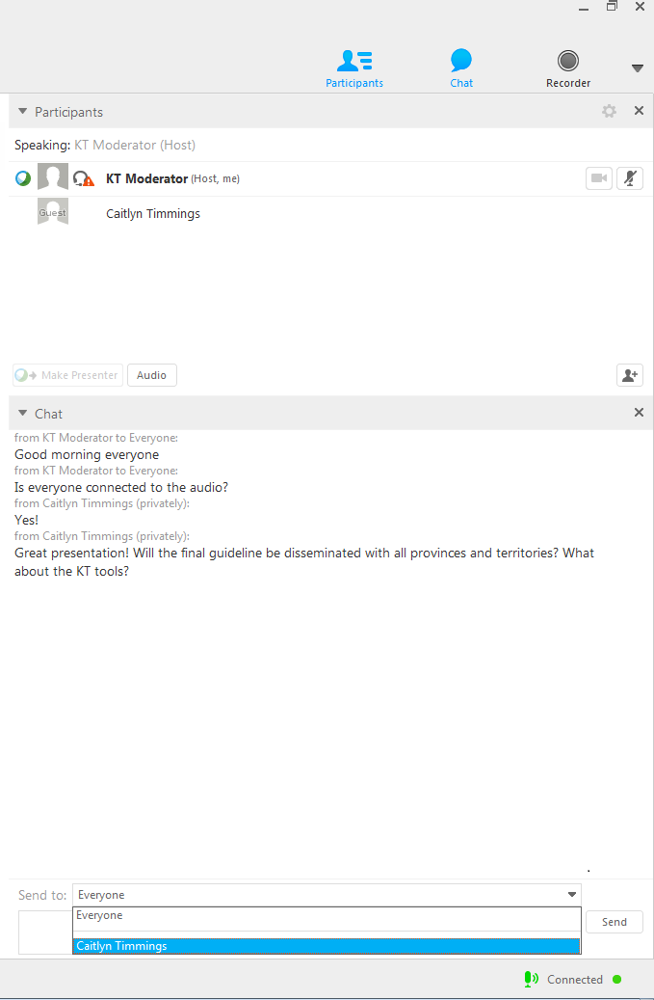 Participants
Chat
Recorder
Participants
Speaking: KT Moderator (Host)
KT Moderator (Host, me)
Guest
Caitlyn Timmings
Make Presenter
Audio
Chat
from KT Moderator to Everyone:
Good morning everyone
from KT Moderator to Everyone:
Is everyone connected to the audio?
from Caitlyn Timmings (privately):
Yes!
from Caitlyn Timmings (privately):
Great presentation! Will the final guideline be disseminated with all provinces and territories? What
about the KT tools?
.
Send to: Everyone
Everyone
Send
Caitlyn Timmings
Connected